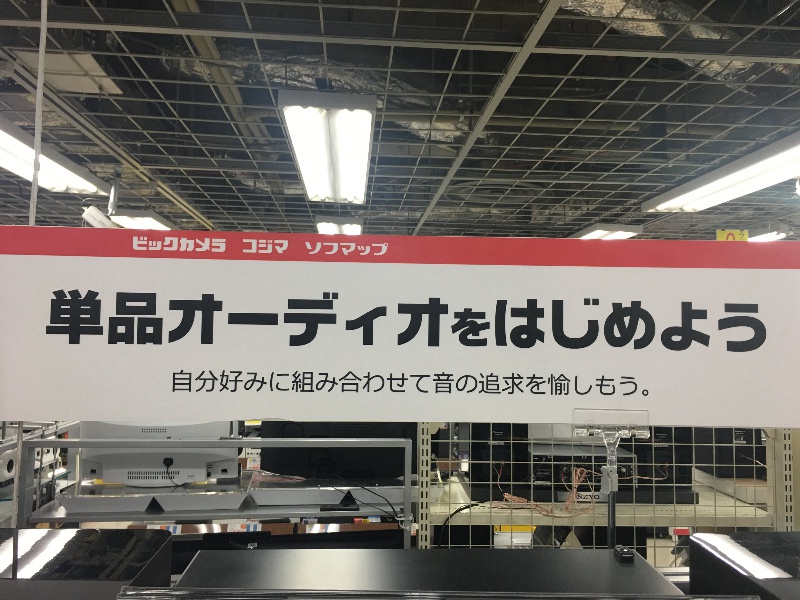 ビックカメラ コジマ ソフマップ
単品オーディオをはじめよう
自分好みに組み合わせて音の追求を愉しもう。
ONKYO